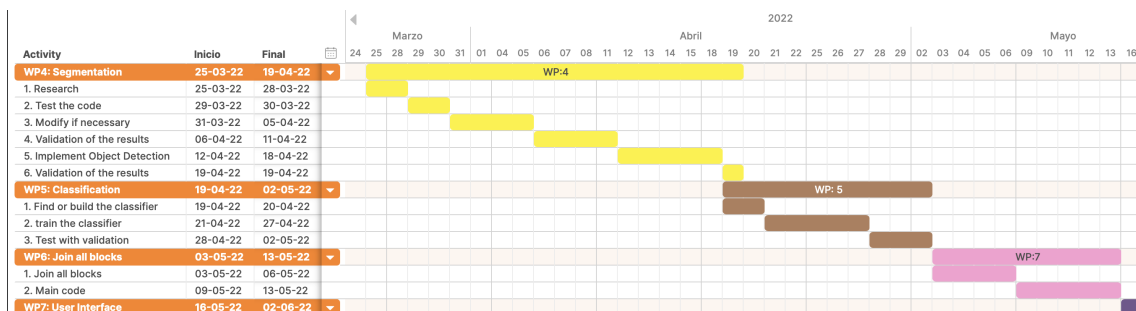 2022
Marzo Abril Mayo
Activity Inicio Final 24 25 28 29 30 31 01 04 05 06 07 08 11 12 13 14 15 18 19 20 21 22 25 26 27 28 29 02 03 04 05 06 09 10 11 12 13 16
WP4: Segmentation 25-03-22 19-04-22 WP:4
1. Research 25-03-22 28-03-22
2. Test the code 29-03-22 30-03-22
3. Modify if necessary 31-03-22 05-04-22
4. Validation of the results 06-04-22 11-04-22
5. Implement Object Detection 12-04-22 18-04-22
6. Validation of the results 19-04-22 19-04-22
WP5: Classification 19-04-22 02-05-22 WP: 5
1. Find or build the classifier 19-04-22 20-04-22
2. train the classifier 21-04-22 27-04-22
3. Test with validation 28-04-22 02-05-22
WP6: Join all blocks 03-05-22 13-05-22 WP:7
1. Join all blocks 03-05-22 06-05-22
2. Main code 09-05-22 13-05-22
WP7: User Interface 16-05-22 02-06-22